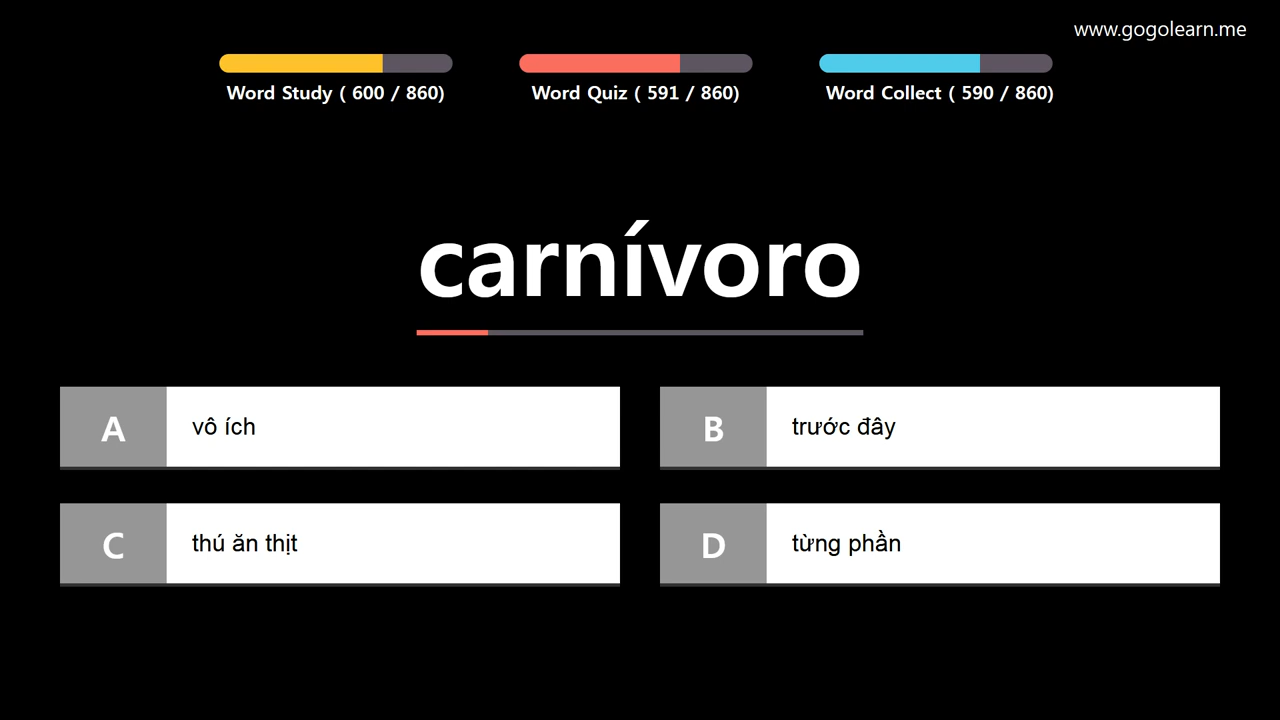 www.gogolearn.me
Word Study ( 600 / 860)
Word Quiz ( 591 / 860)
Word Collect ( 590 / 860)
carnívoro
A vô ích
B trước đây
C thú ăn thịt
D từng phần